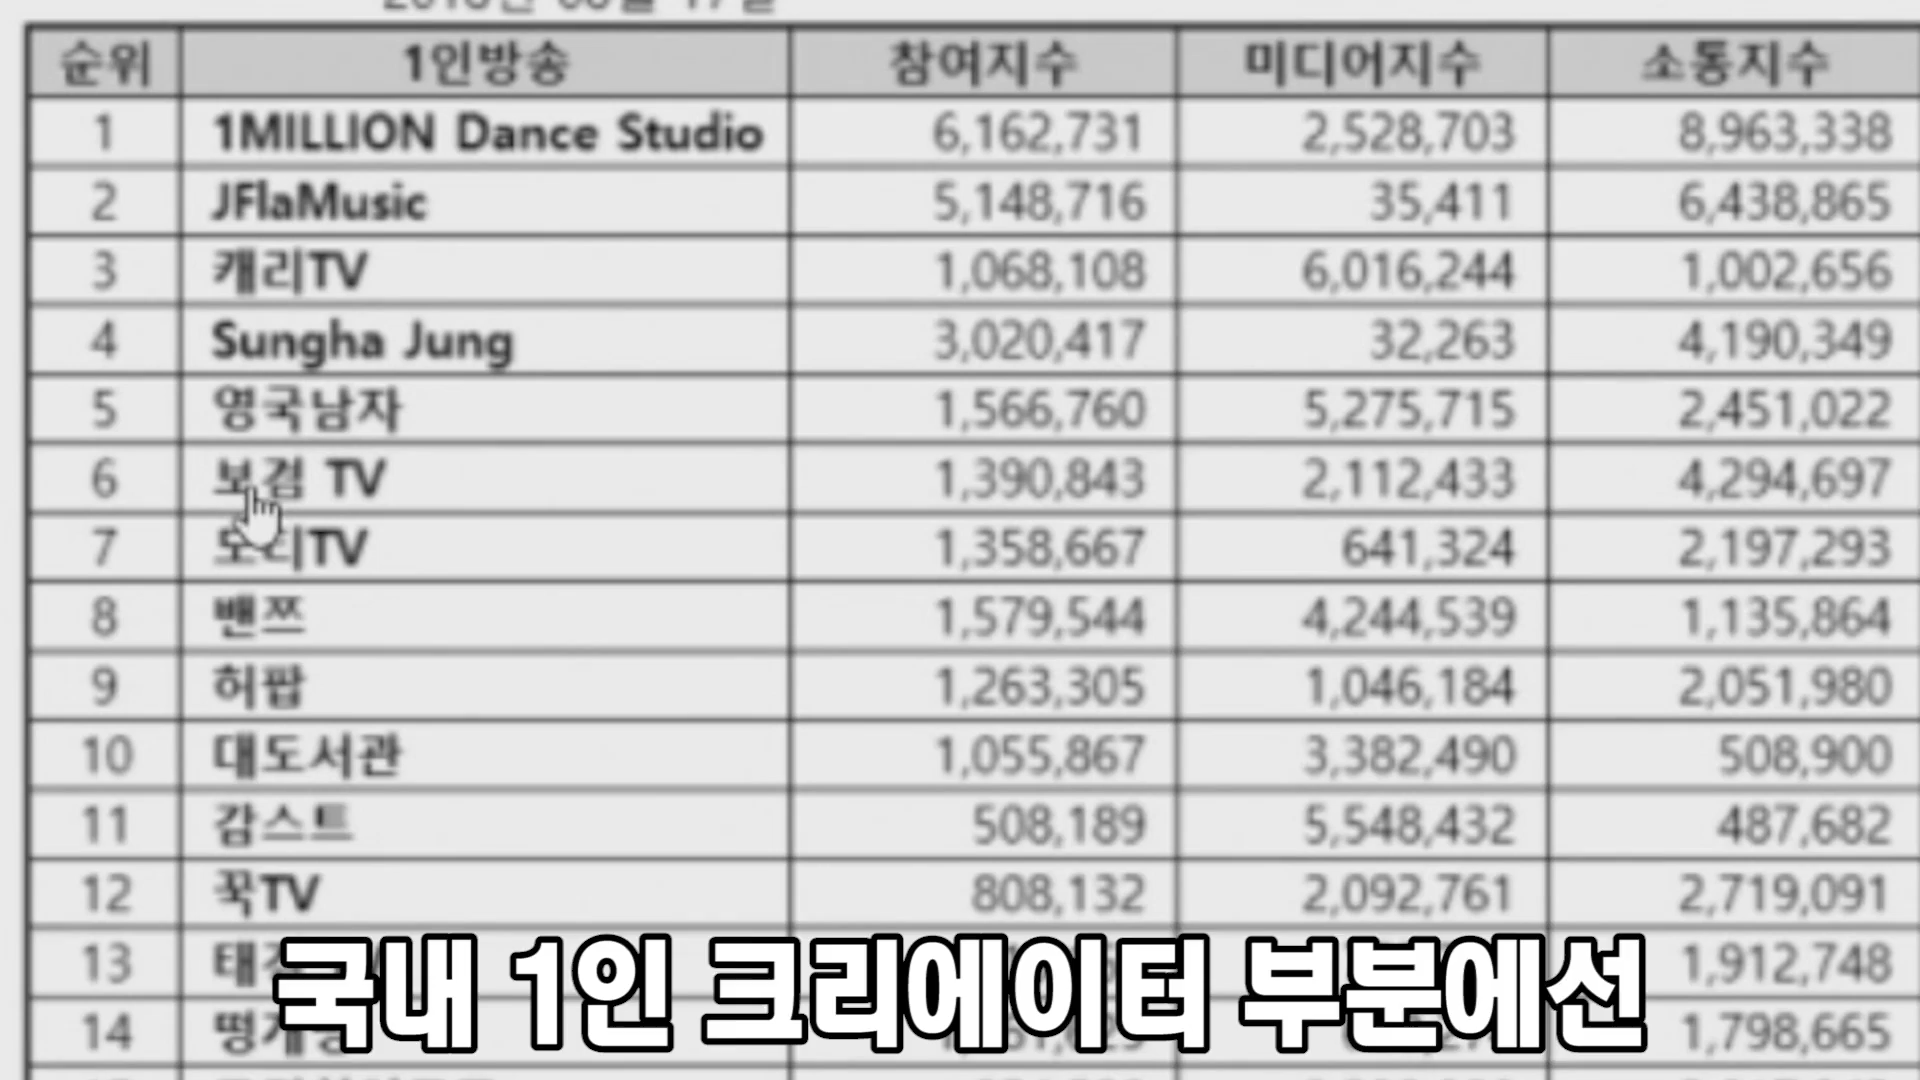 순위 1인방송 참여지수 미디어지수 소통지수
1 1MILLION Dance Studio 6,162,731 2,528,703 8,963,338
2 JFlaMusic 5,148,716 35,411 6,438,865
3 캐리TV 1,068,108 6,016,244 1,002,656
4 Sungha Jung 3,020,417 32,263 4,190,349
5 영국남자 1,566,760 5,275,715 2,451,022
6 보겸 TV 1,390,843 2,112,433 4,294,697
7 도티TV 1,358,667 641,324 2,197,293
8 밴쯔 1,579,544 4,244,539 1,135,864
9 허팝 1,263,305 1,046,184 2,051,980
10 대도서관 1,055,867 3,382,490 508,900
11 감스트 508,189 5,548,432 487,682
12 꾹TV 808,132 2,092,761 2,719,091
13 1,912,748
14 1,798,665
국내 1인 크리에이터 부분에선